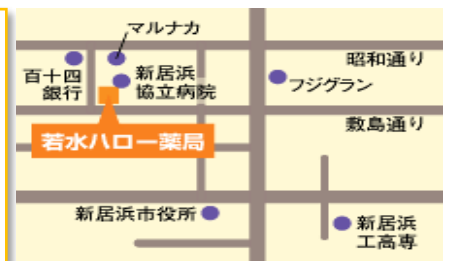 マルナカ
昭和通り
百十四
銀行
新居浜
協立病院
フジグラン
敷島通り
若水ハロー薬局
新居浜市役所
新居浜
工高専